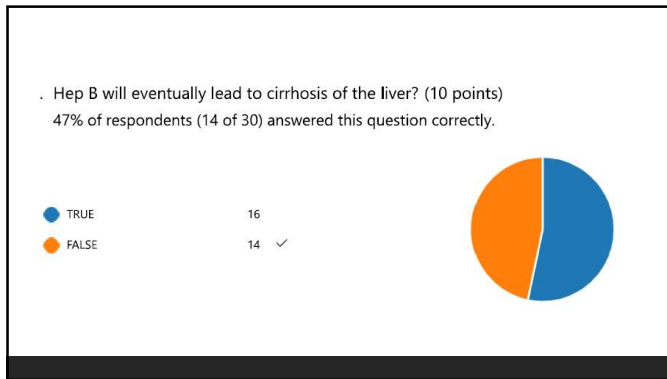 . Hep B will eventually lead to cirrhosis of the liver? (10 points)
47% of respondents (14 of 30) answered this question correctly.
TRUE 16
FALSE 14 ✓